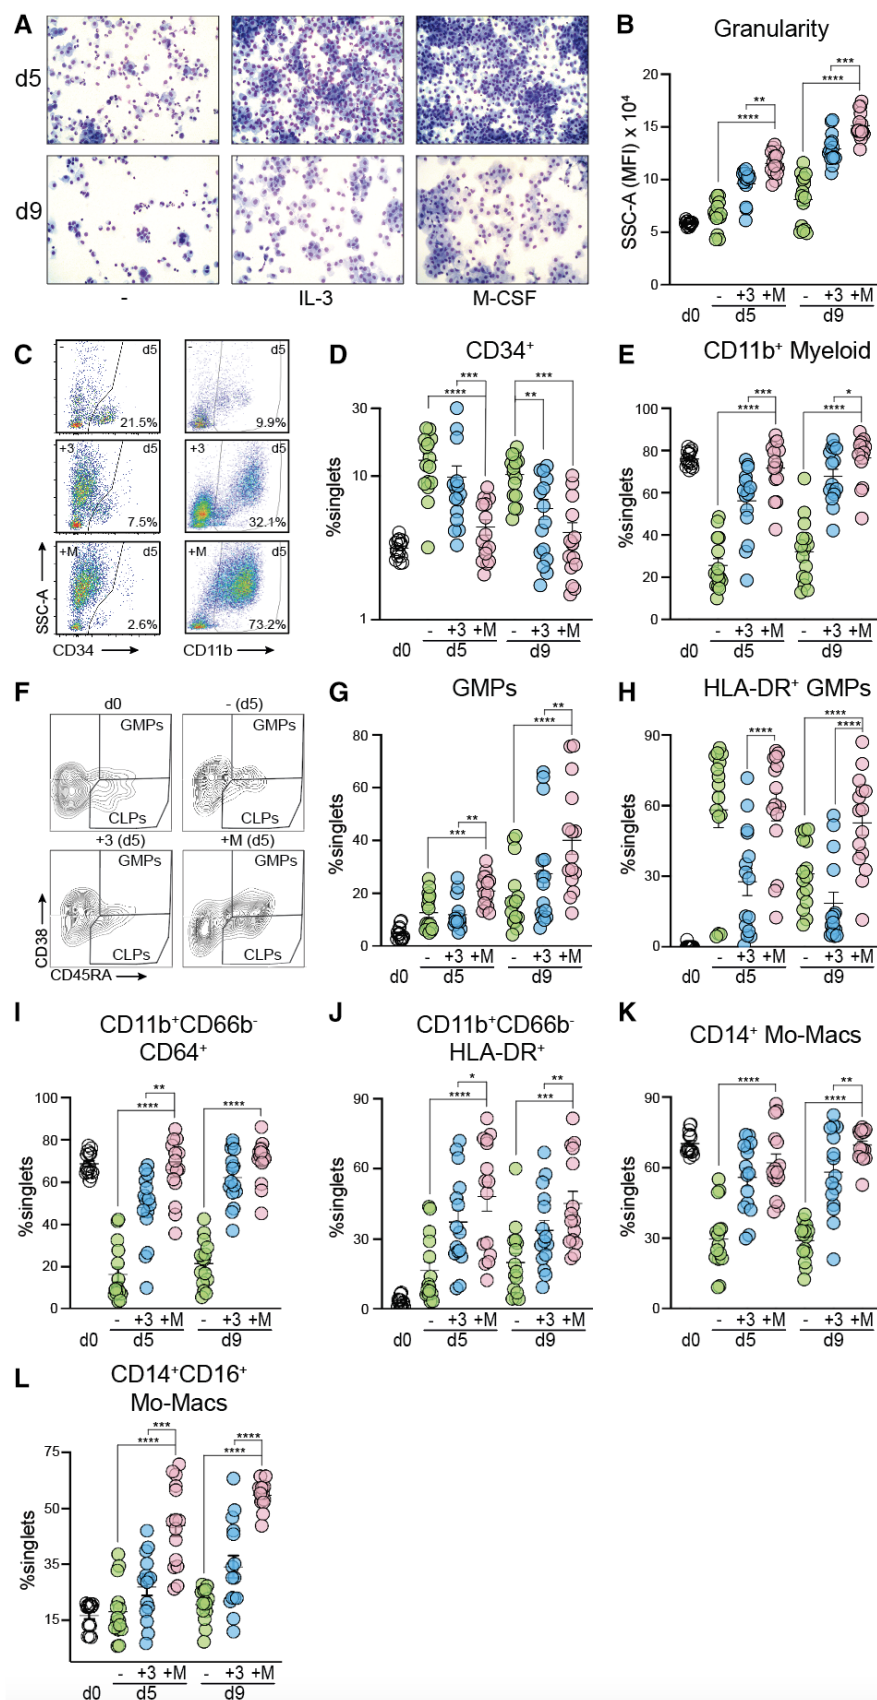 A
d5
d9
-
IL-3
M-CSF
B
Granularity
SSC-A (MFI) x 10⁴
20
15
10
5
0
***
****
**
****
- +3 +M - +3 +M
d0 d5 d9
C
- d5
21.5%
d5
9.9%
+3 d5
7.5%
+3 d5
32.1%
+M d5
2.6%
+M d5
73.2%
SSC-A
CD34
CD11b
D
CD34⁺
%singlets
30
10
1
***
****
***
**
- +3 +M - +3 +M
d0 d5 d9
E
CD11b⁺ Myeloid
%singlets
100
80
60
40
20
0
***
****
*
****
- +3 +M - +3 +M
d0 d5 d9
F
d0
- (d5)
GMPs
CLPs
GMPs
CLPs
+3 (d5)
+M (d5)
GMPs
CLPs
GMPs
CLPs
CD38
CD45RA
G
GMPs
%singlets
80
60
40
20
0
**
***
**
****
- +3 +M - +3 +M
d0 d5 d9
H
HLA-DR⁺ GMPs
%singlets
90
60
30
0
****
****
****
- +3 +M - +3 +M
d0 d5 d9
I
CD11b⁺CD66b⁻
CD64⁺
%singlets
100
80
60
40
20
0
**
****
****
- +3 +M - +3 +M
d0 d5 d9
J
CD11b⁺CD66b⁻
HLA-DR⁺
%singlets
90
60
30
0
*
****
**
***
- +3 +M - +3 +M
d0 d5 d9
K
CD14⁺ Mo-Macs
%singlets
90
60
30
0
****
**
****
- +3 +M - +3 +M
d0 d5 d9
L
CD14⁺CD16⁺
Mo-Macs
%singlets
75
50
35
15
***
****
****
****
- +3 +M - +3 +M
d0 d5 d9